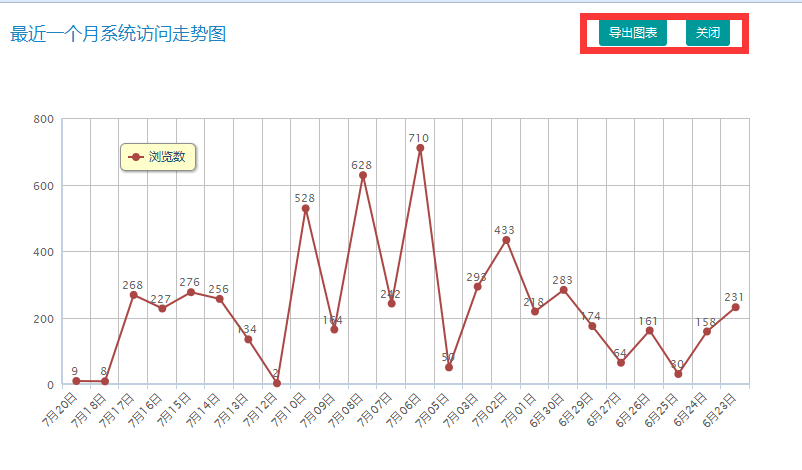 最近一个月系统访问走势图
导出图表 关闭
800
600
400
200
0
浏览数
9 8 268 227 276 256 134 2 528 164 628 242 710 50 293 433 218 283 174 64 161 30 158 231
7月20日 7月18日 7月17日 7月16日 7月15日 7月14日 7月13日 7月12日 7月10日 7月09日 7月08日 7月07日 7月06日 7月05日 7月03日 7月02日 7月01日 6月30日 6月29日 6月27日 6月26日 6月25日 6月24日 6月23日